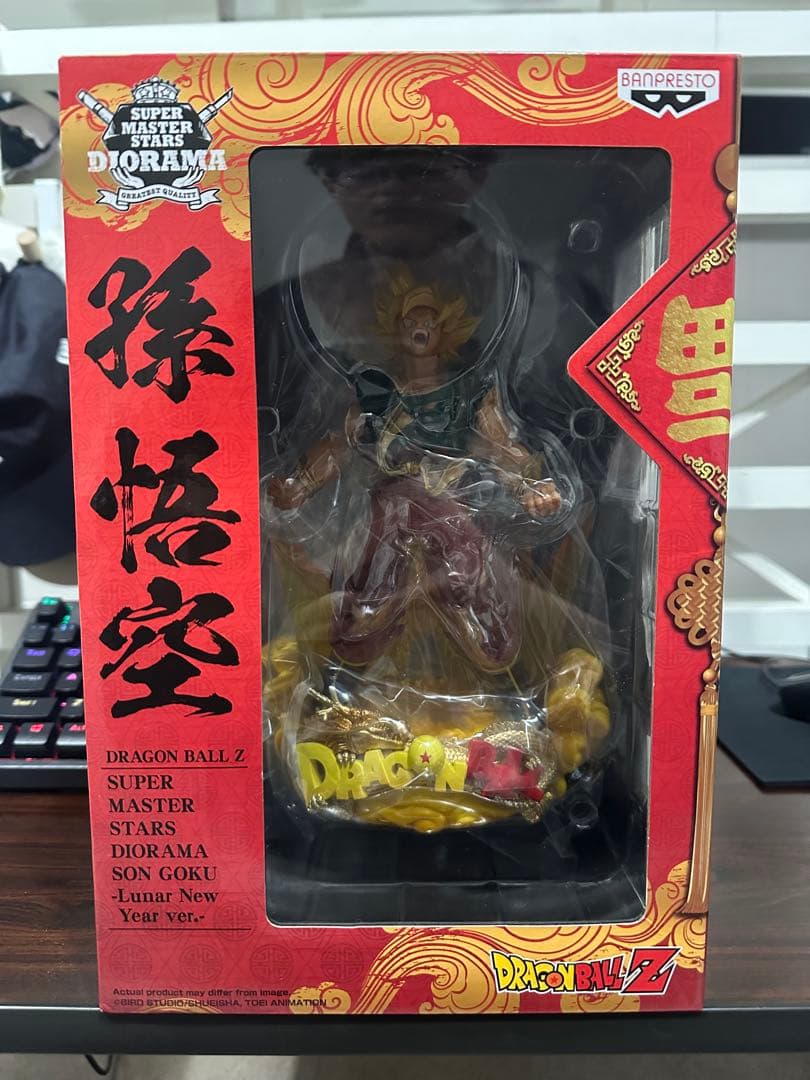 SUPER
MASTER
STARS
DIORAMA
GREATEST QUALITY
BANPRESTO
孫
悟
空
DRAGON BALL Z
SUPER
MASTER
STARS
DIORAMA
SON GOKU
-Lunar New
Year ver.-
DRAGON
DRAGON BALL Z
Actual product may differ from image.
©BIRD STUDIO/SHUEISHA, TOEI ANIMATION